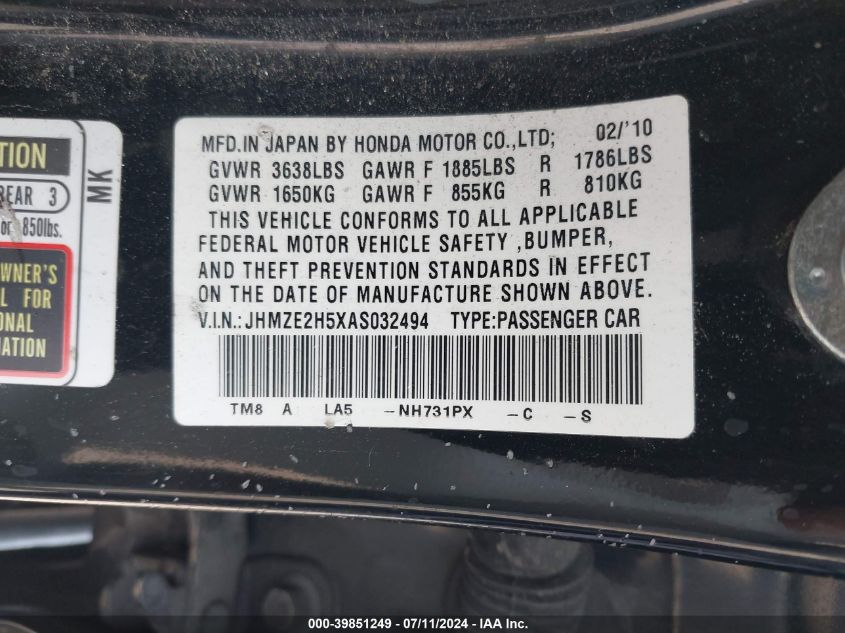 MFD.IN JAPAN BY HONDA MOTOR CO.,LTD; 02/'10
GVWR 3638LBS GAWR F 1885LBS R 1786LBS
GVWR 1650KG GAWR F 855KG R 810KG
THIS VEHICLE CONFORMS TO ALL APPLICABLE
FEDERAL MOTOR VEHICLE SAFETY ,BUMPER,
AND THEFT PREVENTION STANDARDS IN EFFECT
ON THE DATE OF MANUFACTURE SHOWN ABOVE.
V.I.N.: JHMZE2H5XAS032494 TYPE:PASSENGER CAR
TM8 A LA5 -NH731PX -C -S
TION
REAR 3
or 850lbs.
MK
OWNER'S
L FOR
ONAL
MATION
000-39851249 - 07/11/2024 - IAA Inc.